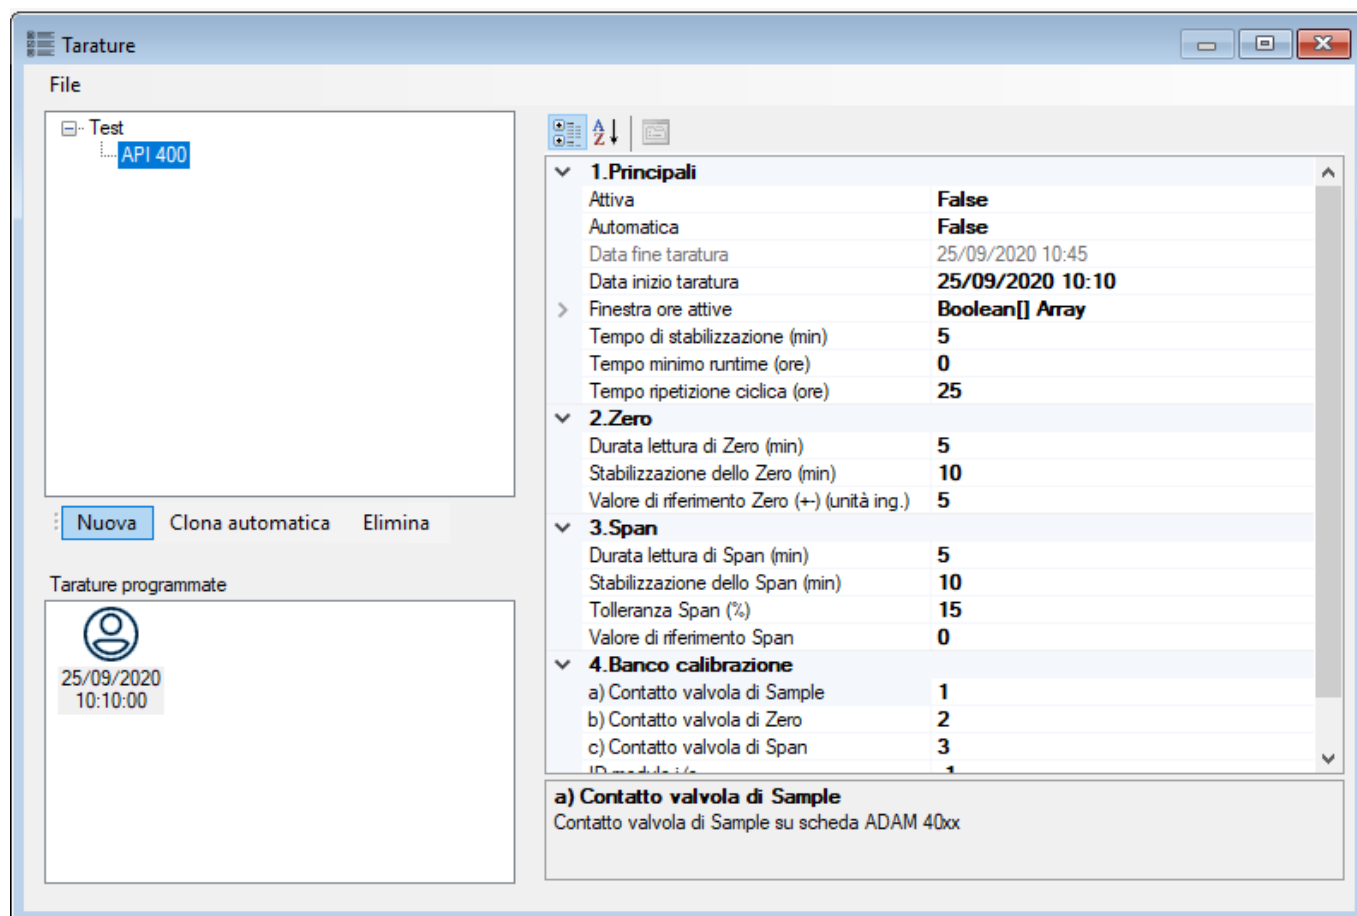 Tarature
File
Test
API 400
Nuova Clona automatica Elimina
Tarature programmate
25/09/2020
10:10:00
1.Principali
Attiva False
Automatica False
Data fine taratura 25/09/2020 10:45
Data inizio taratura 25/09/2020 10:10
Finestra ore attive Boolean[] Array
Tempo di stabilizzazione (min) 5
Tempo minimo runtime (ore) 0
Tempo ripetizione ciclica (ore) 25
2.Zero
Durata lettura di Zero (min) 5
Stabilizzazione dello Zero (min) 10
Valore di riferimento Zero (+-) (unità ing.) 5
3.Span
Durata lettura di Span (min) 5
Stabilizzazione dello Span (min) 10
Tolleranza Span (%) 15
Valore di riferimento Span 0
4.Banco calibrazione
a) Contatto valvola di Sample 1
b) Contatto valvola di Zero 2
c) Contatto valvola di Span 3
a) Contatto valvola di Sample
Contatto valvola di Sample su scheda ADAM 40xx